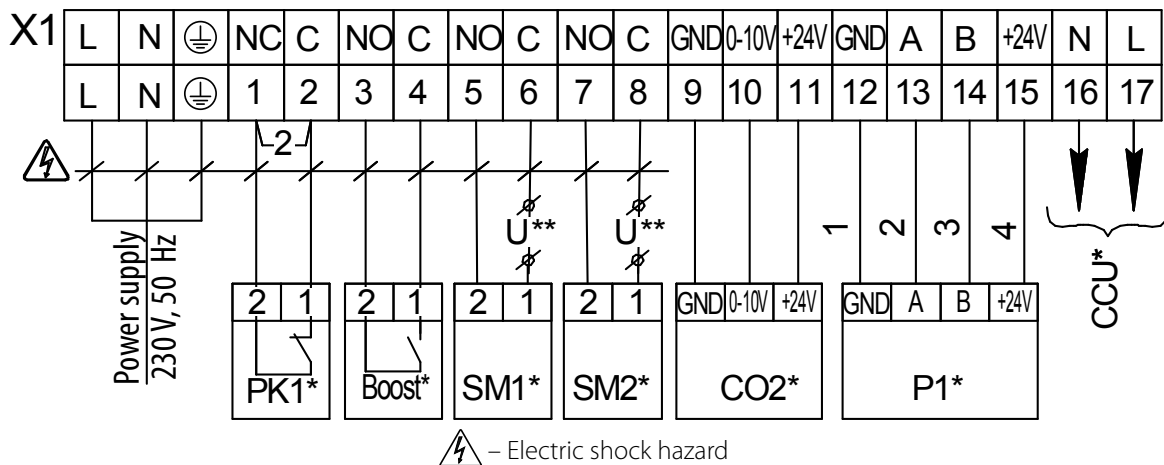 X1 L N NC C NO C NO C NO C GND 0-10V +24V GND A B +24V N L
L N 1 2 3 4 5 6 7 8 9 10 11 12 13 14 15 16 17
2
U** U**
1 2 3 4
Power supply
230 V, 50 Hz
CCU*
2 1 2 1 2 1 2 1 GND 0-10V +24V GND A B +24V
PK1* Boost* SM1* SM2* CO2* P1*
– Electric shock hazard